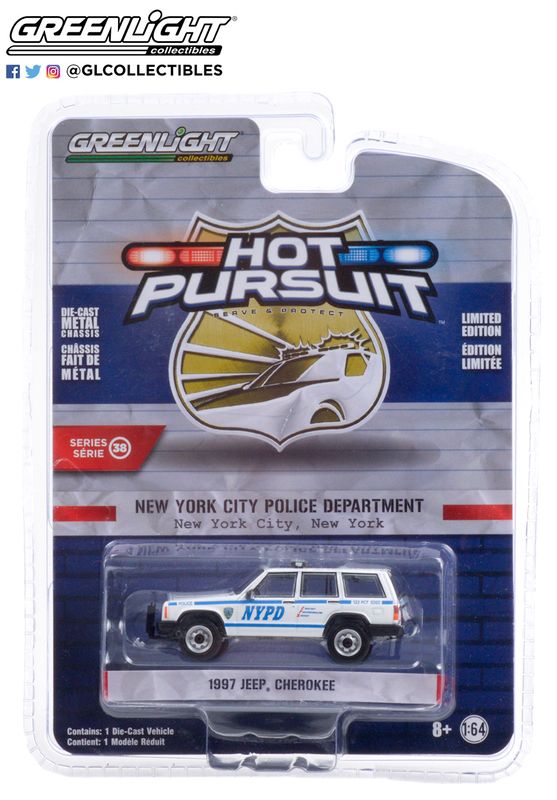 GREENLIGHT
collectibles
@GLCOLLECTIBLES
GREENLIGHT
collectibles
HOT
PURSUIT
™
SERVE & PROTECT
DIE-CAST
METAL
CHASSIS
CHÂSSIS
FAIT DE
MÉTAL
LIMITED
EDITION
ÉDITION
LIMITÉE
SERIES
SÉRIE
38
NEW YORK CITY POLICE DEPARTMENT
New York City, New York
POLICE
NYPD
1997 JEEP® CHEROKEE
Contains: 1 Die-Cast Vehicle
Contient: 1 Modèle Réduit
8+
1:64